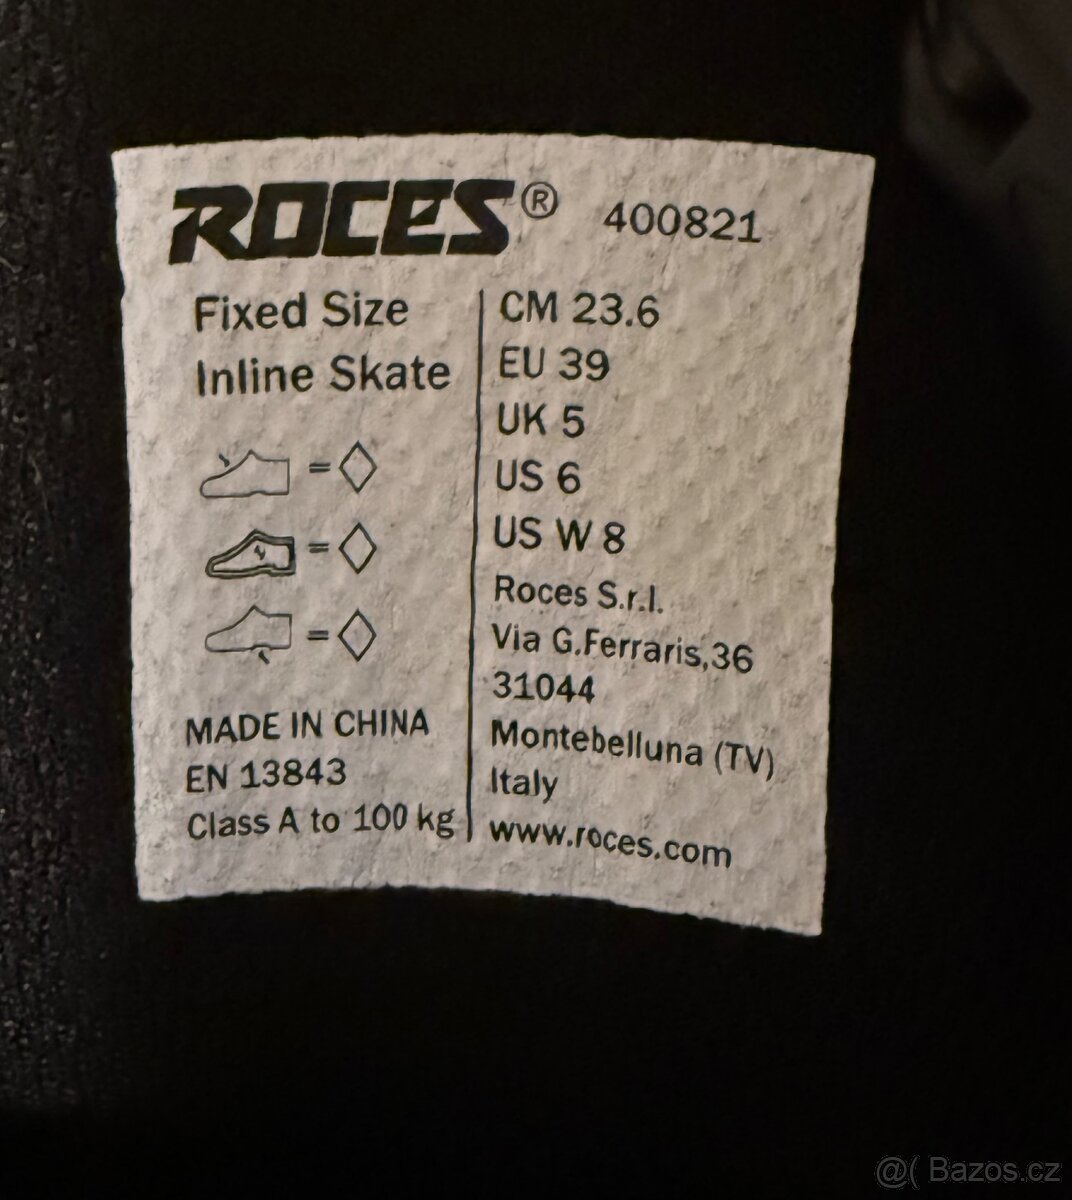 ROCES® 400821
Fixed Size
Inline Skate
=
=
=
MADE IN CHINA
EN 13843
Class A to 100 kg
CM 23.6
EU 39
UK 5
US 6
US W 8
Roces S.r.l.
Via G.Ferraris,36
31044
Montebelluna (TV)
Italy
www.roces.com
@( Bazos.cz